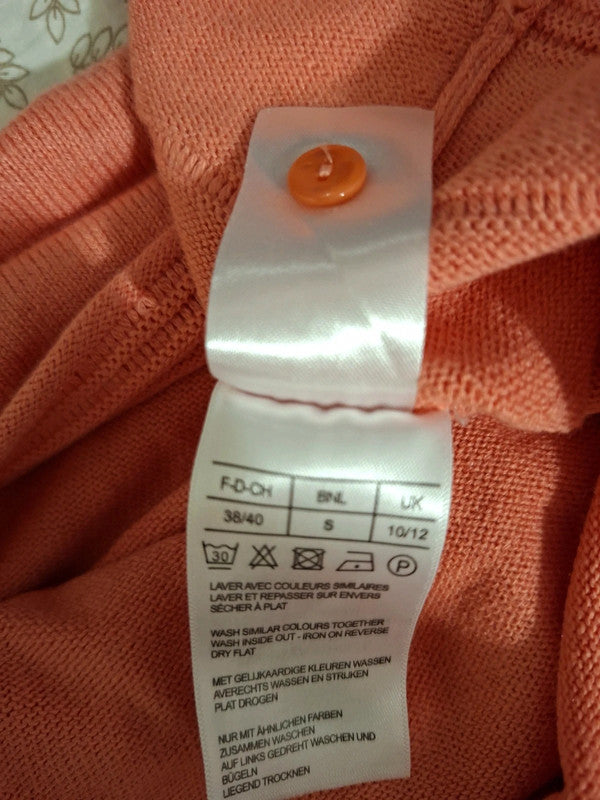 F-D-CH BNL UK
38/40 S 10/12
30 P
LAVER AVEC COULEURS SIMILAIRES
LAVER ET REPASSER SUR ENVERS
SÉCHER À PLAT
WASH SIMILAR COLOURS TOGETHER
WASH INSIDE OUT - IRON ON REVERSE
DRY FLAT
MET GELIJKAARDIGE KLEUREN WASSEN
AVERECHTS WASSEN EN STRIJKEN
PLAT DROGEN
NUR MIT ÄHNLICHEN FARBEN
ZUSAMMEN WASCHEN
AUF LINKS GEDREHT WASCHEN UND
BÜGELN
LIEGEND TROCKNEN